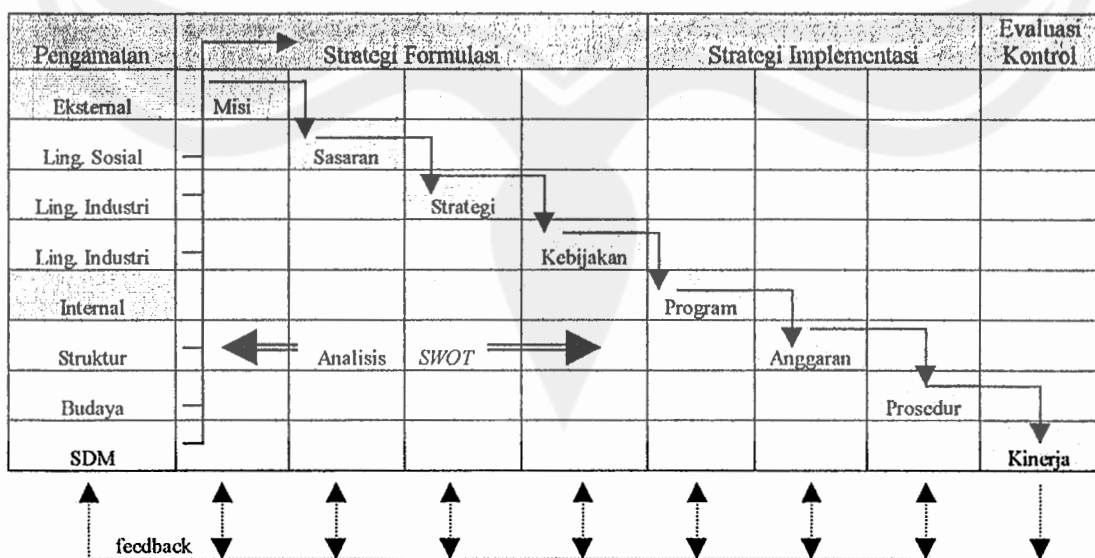 Pengamatan
Strategi Formulasi
Strategi Implementasi
Evaluasi
Kontrol
Eksternal
Misi
Ling. Sosial
Sasaran
Ling. Industri
Strategi
Ling. Industri
Kebijakan
Internal
Program
Struktur
Analisis SWOT
Anggaran
Budaya
Prosedur
SDM
Kinerja
feedback